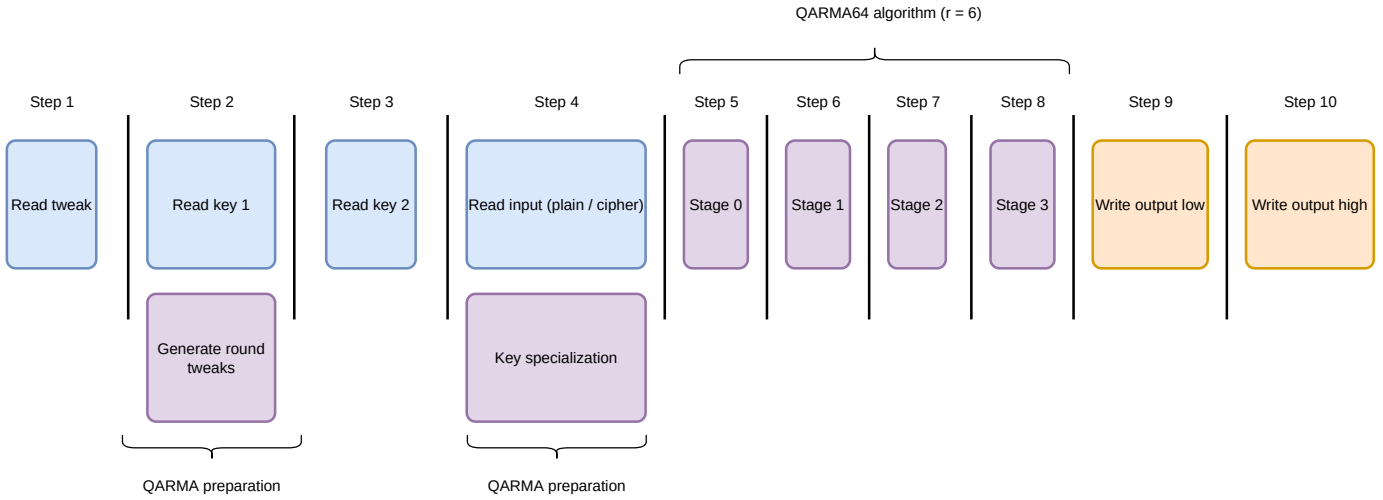 QARMA64 algorithm (r = 6)
Step 1
Step 2
Step 3
Step 4
Step 5
Step 6
Step 7
Step 8
Step 9
Step 10
Read tweak
Read key 1
Read key 2
Read input (plain / cipher)
Stage 0
Stage 1
Stage 2
Stage 3
Write output low
Write output high
Generate round
tweaks
Key specialization
QARMA preparation
QARMA preparation